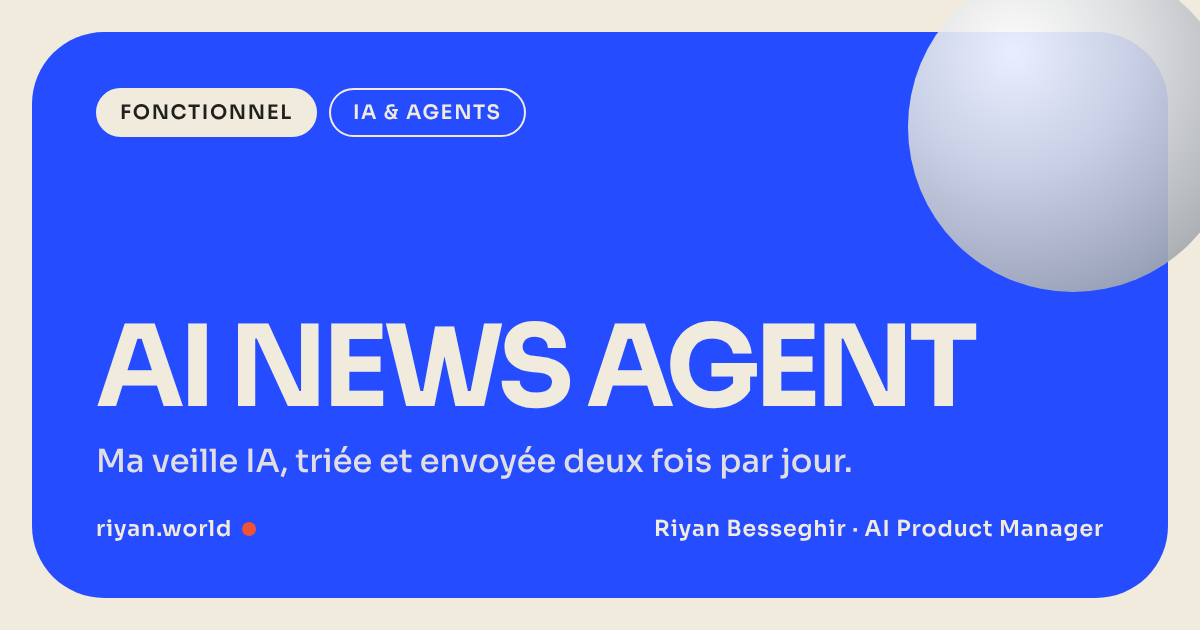 FONCTIONNEL
IA & AGENTS
AI NEWS AGENT
Ma veille IA, triée et envoyée deux fois par jour.
riyan.world
Riyan Besseghir · AI Product Manager